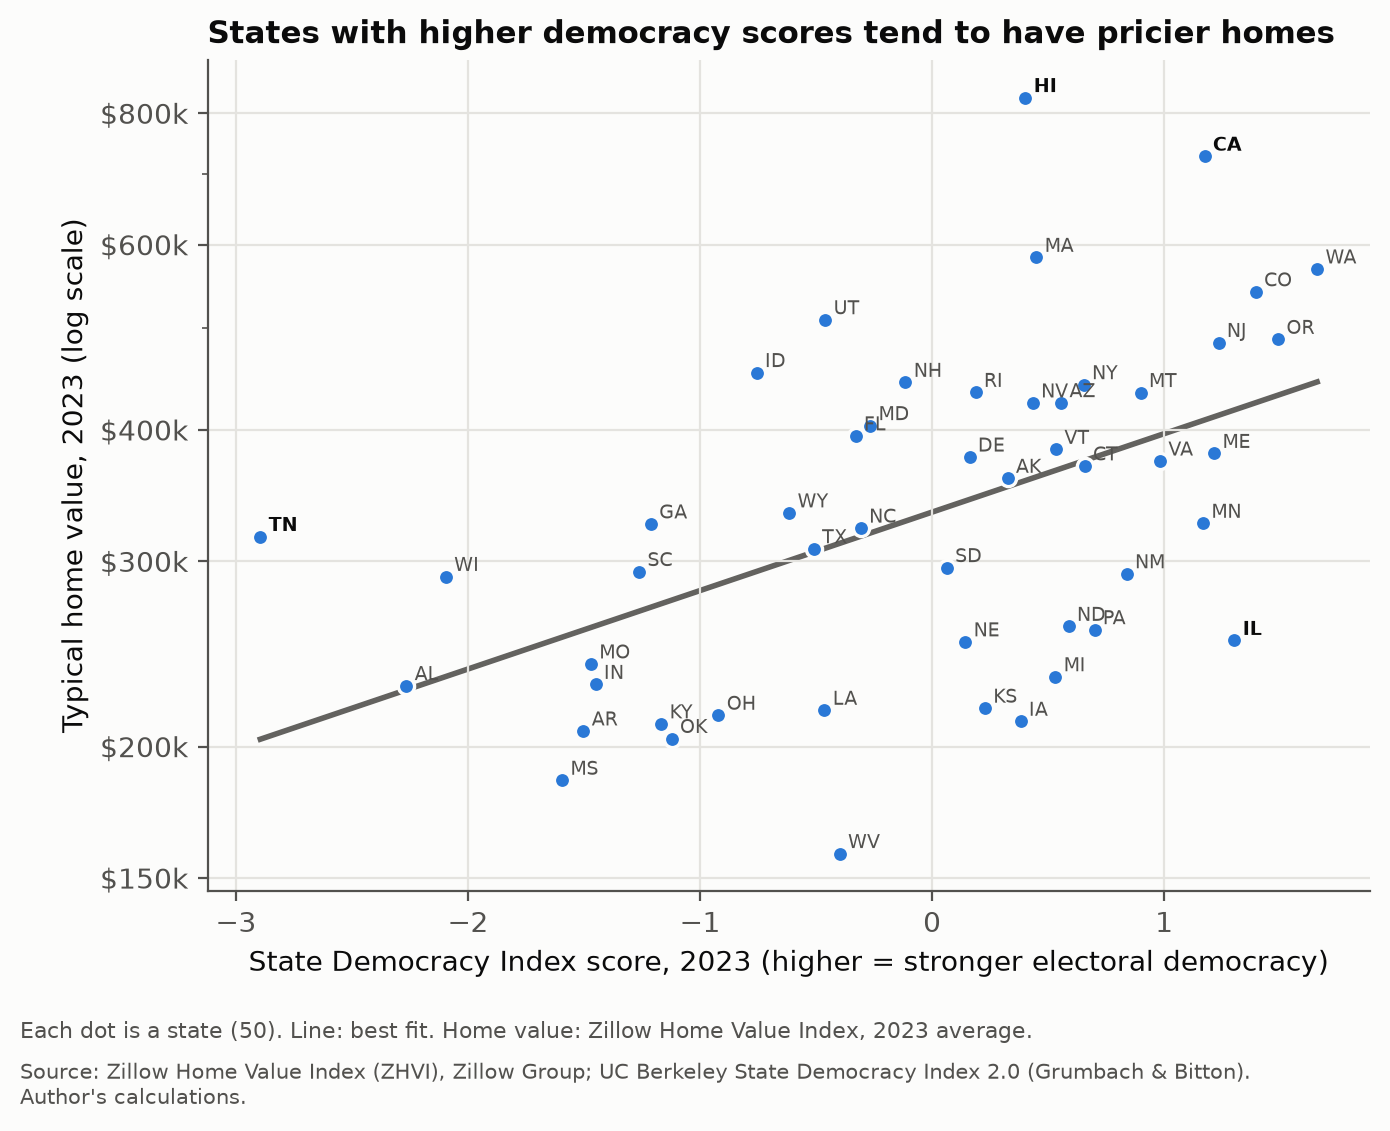 States with higher democracy scores tend to have pricier homes
Typical home value, 2023 (log scale)
$800k
$600k
$400k
$300k
$200k
$150k
HI
CA
MA
WA
CO
UT
NJ
OR
ID
NH
RI
NY
NV
AZ
MT
MD
FL
DE
VT
CT
VA
ME
AK
WY
NC
TX
MN
GA
TN
SC
WI
SD
NM
ND
PA
IL
NE
MO
IN
MI
AL
KS
IA
LA
OH
KY
OK
AR
MS
WV
−3
−2
−1
0
1
State Democracy Index score, 2023 (higher = stronger electoral democracy)
Each dot is a state (50). Line: best fit. Home value: Zillow Home Value Index, 2023 average.
Source: Zillow Home Value Index (ZHVI), Zillow Group; UC Berkeley State Democracy Index 2.0 (Grumbach & Bitton).
Author's calculations.